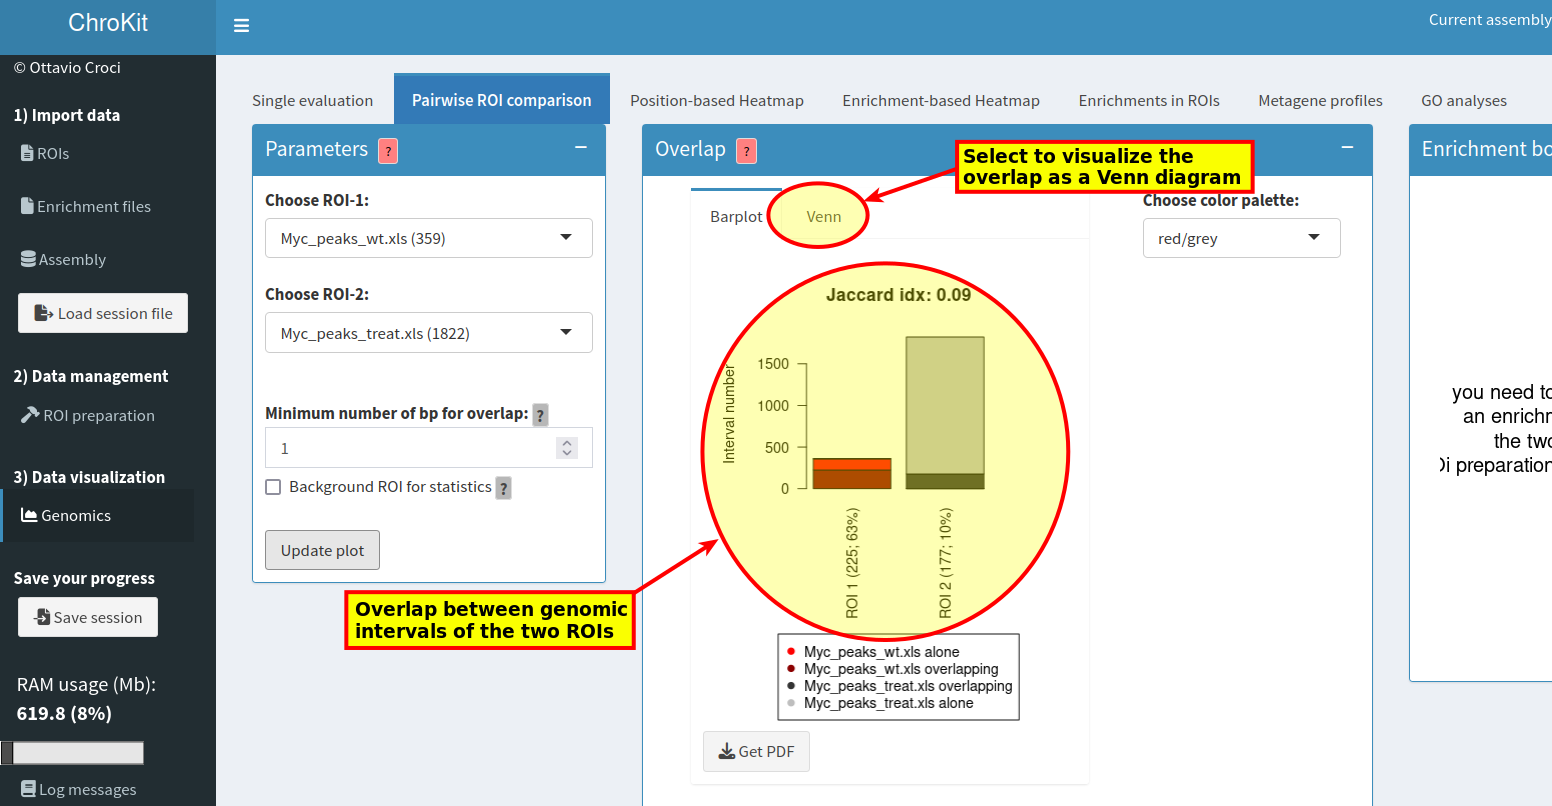 ChroKit
Current assembly
© Ottavio Croci
1) Import data
ROIs
Enrichment files
Assembly
Load session file
2) Data management
ROI preparation
3) Data visualization
Genomics
Save your progress
Save session
RAM usage (Mb):
619.8 (8%)
Log messages
Single evaluation
Pairwise ROI comparison
Position-based Heatmap
Enrichment-based Heatmap
Enrichments in ROIs
Metagene profiles
GO analyses
Parameters ?
Choose ROI-1:
Myc_peaks_wt.xls (359)
Choose ROI-2:
Myc_peaks_treat.xls (1822)
Minimum number of bp for overlap: ?
1
Background ROI for statistics ?
Update plot
Overlap between genomic
intervals of the two ROIs
Overlap ?
Select to visualize the
overlap as a Venn diagram
Barplot
Venn
Choose color palette:
red/grey
Jaccard idx: 0.09
Interval number
1500
1000
500
0
ROI 1 (225; 63%)
ROI 2 (177; 10%)
Myc_peaks_wt.xls alone
Myc_peaks_wt.xls overlapping
Myc_peaks_treat.xls overlapping
Myc_peaks_treat.xls alone
Get PDF
Enrichment bo
you need to
an enrichm
the two
Oi preparation